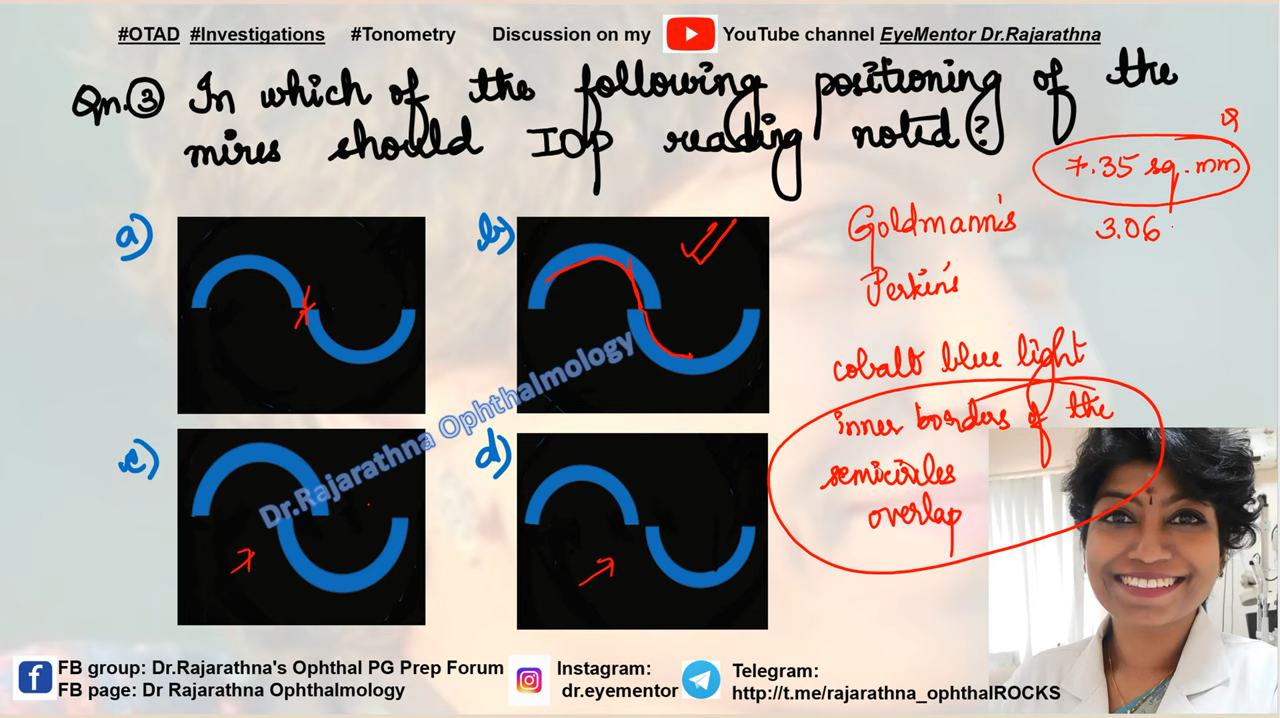 #OTAD #Investigations #Tonometry Discussion on my YouTube channel EyeMentor Dr.Rajarathna
Qn.③ In which of the following positioning of the
mires should IOP reading noted?
7.35 sq.mm
3.06
a)
b)
Goldmann's
Perkin's
cobalt blue light
inner borders of the
semicircles
overlap
c)
d)
Dr.Rajarathna Ophthalmology
FB group: Dr.Rajarathna's Ophthal PG Prep Forum
FB page: Dr Rajarathna Ophthalmology
Instagram:
dr.eyementor
Telegram:
http://t.me/rajarathna_ophthalROCKS